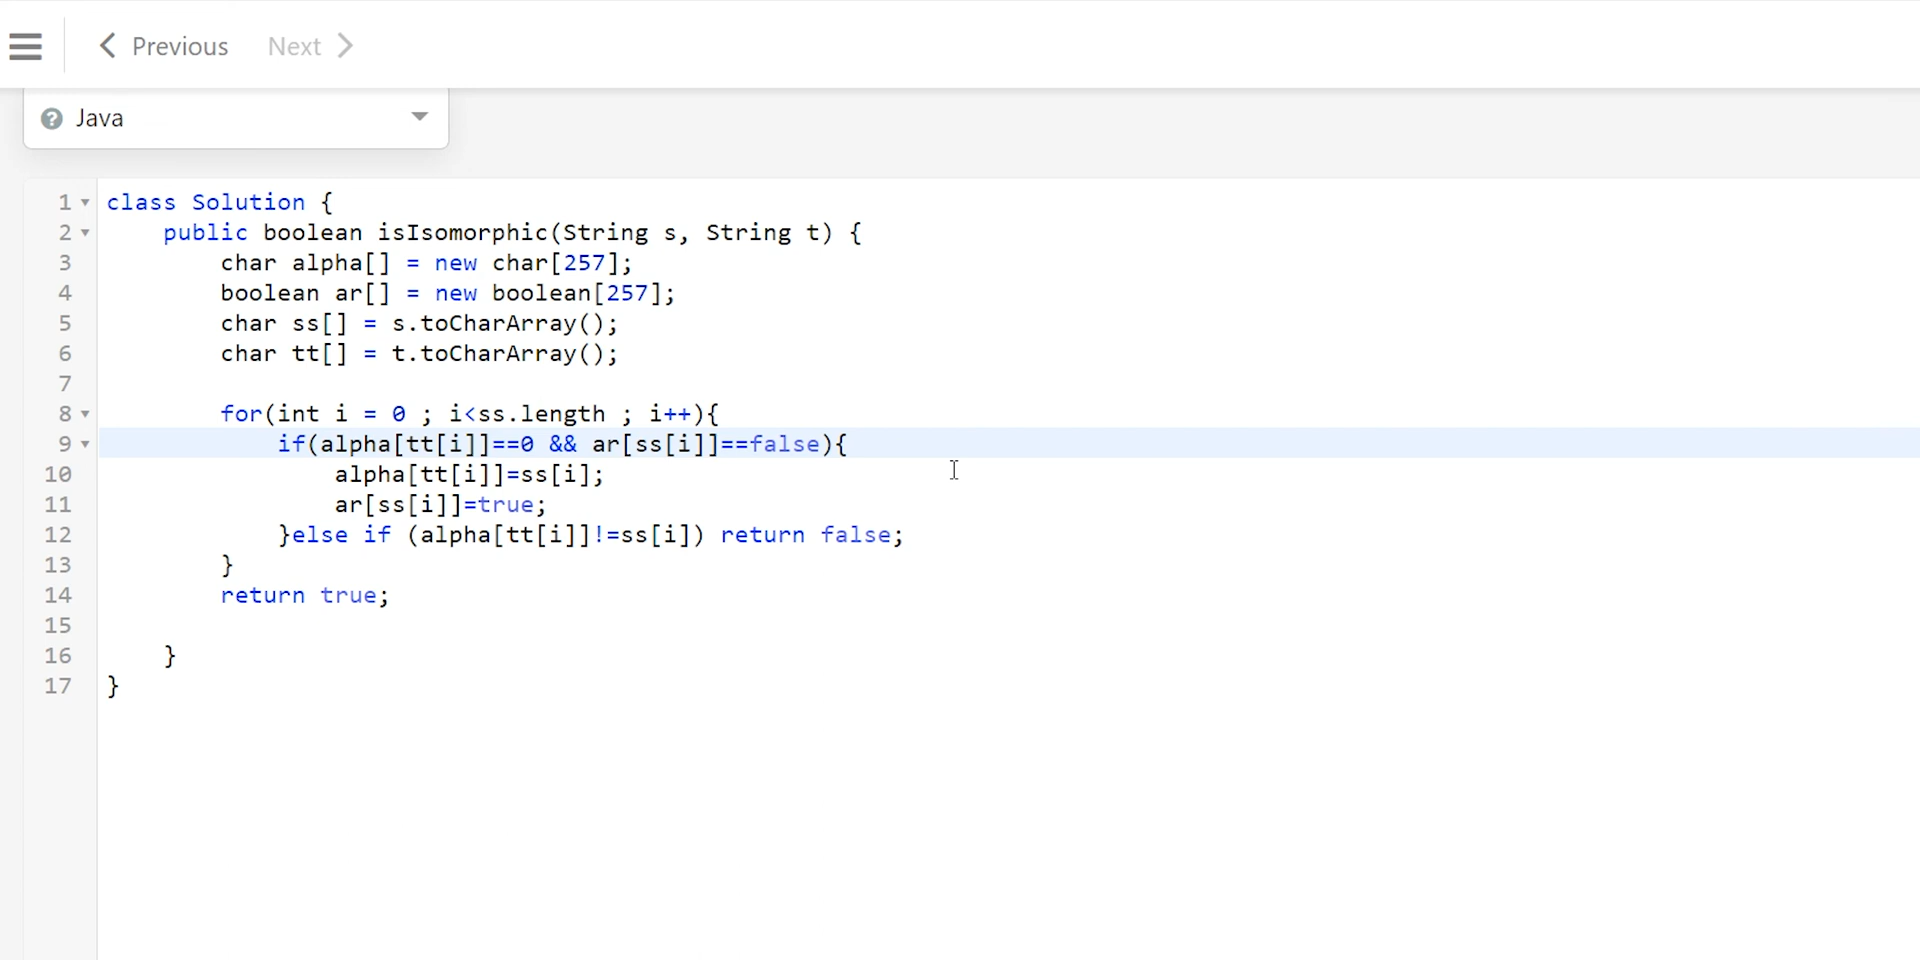 Previous Next
Java
1 class Solution {
2 public boolean isIsomorphic(String s, String t) {
3 char alpha[] = new char[257];
4 boolean ar[] = new boolean[257];
5 char ss[] = s.toCharArray();
6 char tt[] = t.toCharArray();
7
8 for(int i = 0 ; i<ss.length ; i++){
9 if(alpha[tt[i]]==0 && ar[ss[i]]==false){
10 alpha[tt[i]]=ss[i];
11 ar[ss[i]]=true;
12 }else if (alpha[tt[i]]!=ss[i]) return false;
13 }
14 return true;
15
16 }
17 }